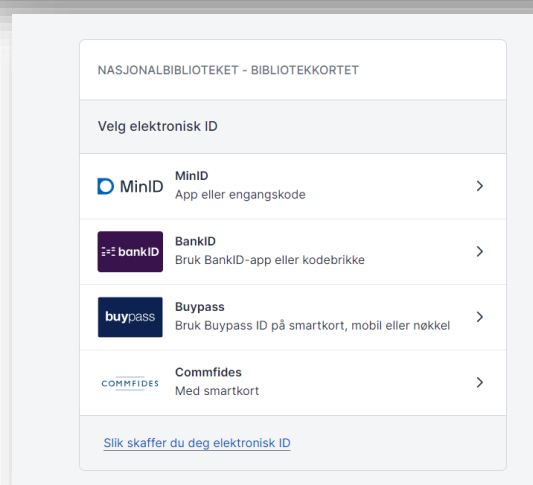 NASJONALBIBLIOTEKET - BIBLIOTEKKORTET
Velg elektronisk ID
MinID
MinID
App eller engangskode
bankID
BankID
Bruk BankID-app eller kodebrikke
buypass
Buypass
Bruk Buypass ID på smartkort, mobil eller nøkkel
COMMFIDES
Commfides
Med smartkort
Slik skaffer du deg elektronisk ID